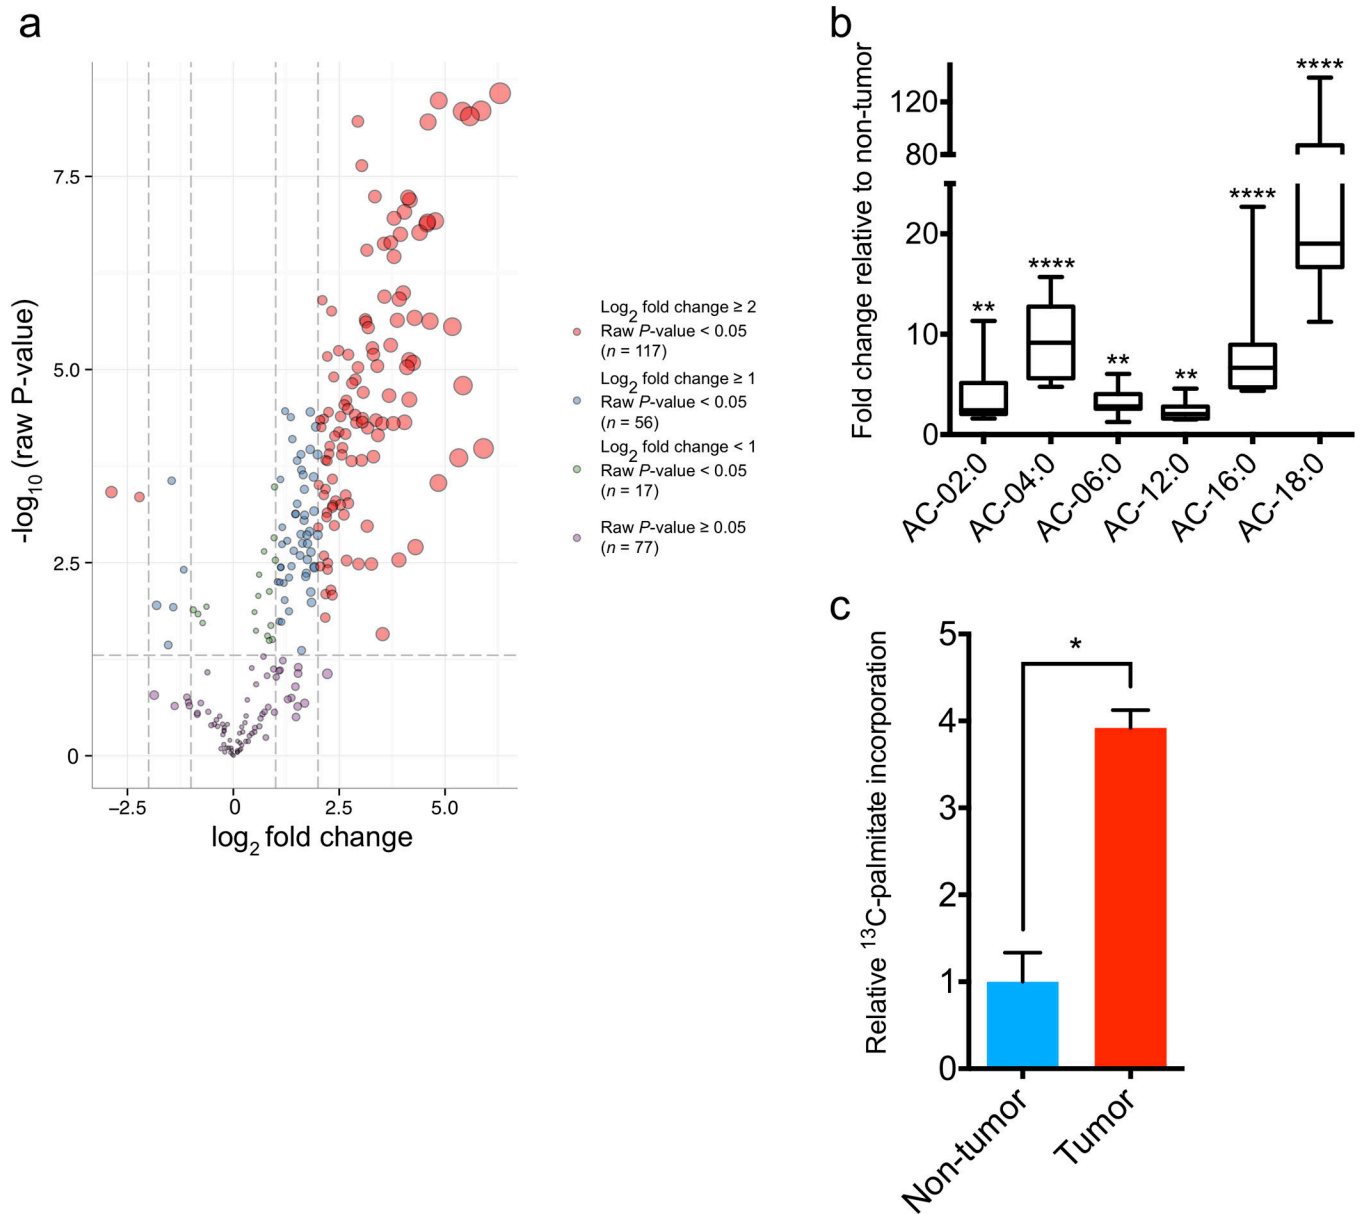 a
-log10 (raw P-value)
7.5
5.0
2.5
0
−2.5
0
2.5
5.0
log2 fold change
Log2 fold change ≥ 2
Raw P-value < 0.05
(n = 117)
Log2 fold change ≥ 1
Raw P-value < 0.05
(n = 56)
Log2 fold change < 1
Raw P-value < 0.05
(n = 17)
Raw P-value ≥ 0.05
(n = 77)
b
Fold change relative to non-tumor
120
80
20
10
0
**
****
**
**
****
****
AC-02:0
AC-04:0
AC-06:0
AC-12:0
AC-16:0
AC-18:0
c
Relative 13C-palmitate incorporation
5
4
3
2
1
0
*
Non-tumor
Tumor